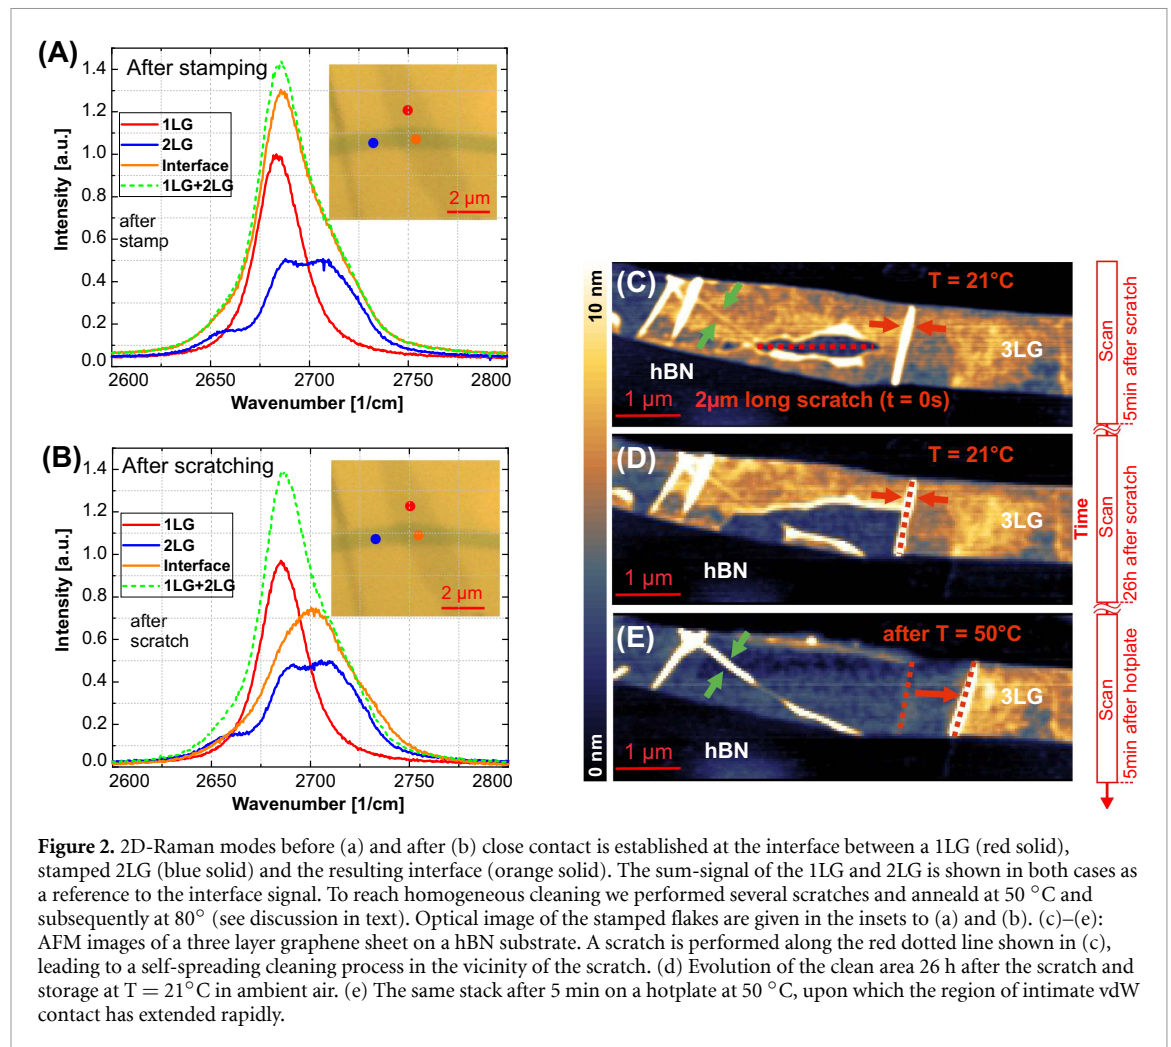 (A)
After stamping
1LG
2LG
Interface
1LG+2LG
after
stamp
2 µm
Intensity [a.u.]
1.4
1.2
1.0
0.8
0.6
0.4
0.2
0.0
2600
2650
2700
2750
2800
Wavenumber [1/cm]
(B)
After scratching
1LG
2LG
Interface
1LG+2LG
after
scratch
2 µm
Intensity [a.u.]
1.4
1.2
1.0
0.8
0.6
0.4
0.2
0.0
2600
2650
2700
2750
2800
Wavenumber [1/cm]
10 nm
0 nm
(C)
T = 21°C
3LG
hBN
1 µm
2µm long scratch (t = 0s)
Scan
5min after scratch
(D)
T = 21°C
3LG
hBN
1 µm
Time
Scan
26h after scratch
(E)
after T = 50°C
3LG
hBN
1 µm
Scan
5min after hotplate
Figure 2. 2D-Raman modes before (a) and after (b) close contact is established at the interface between a 1LG (red solid),
stamped 2LG (blue solid) and the resulting interface (orange solid). The sum-signal of the 1LG and 2LG is shown in both cases as
a reference to the interface signal. To reach homogeneous cleaning we performed several scratches and anneald at 50 °C and
subsequently at 80° (see discussion in text). Optical image of the stamped flakes are given in the insets to (a) and (b). (c)–(e):
AFM images of a three layer graphene sheet on a hBN substrate. A scratch is performed along the red dotted line shown in (c),
leading to a self-spreading cleaning process in the vicinity of the scratch. (d) Evolution of the clean area 26 h after the scratch and
storage at T = 21°C in ambient air. (e) The same stack after 5 min on a hotplate at 50 °C, upon which the region of intimate vdW
contact has extended rapidly.